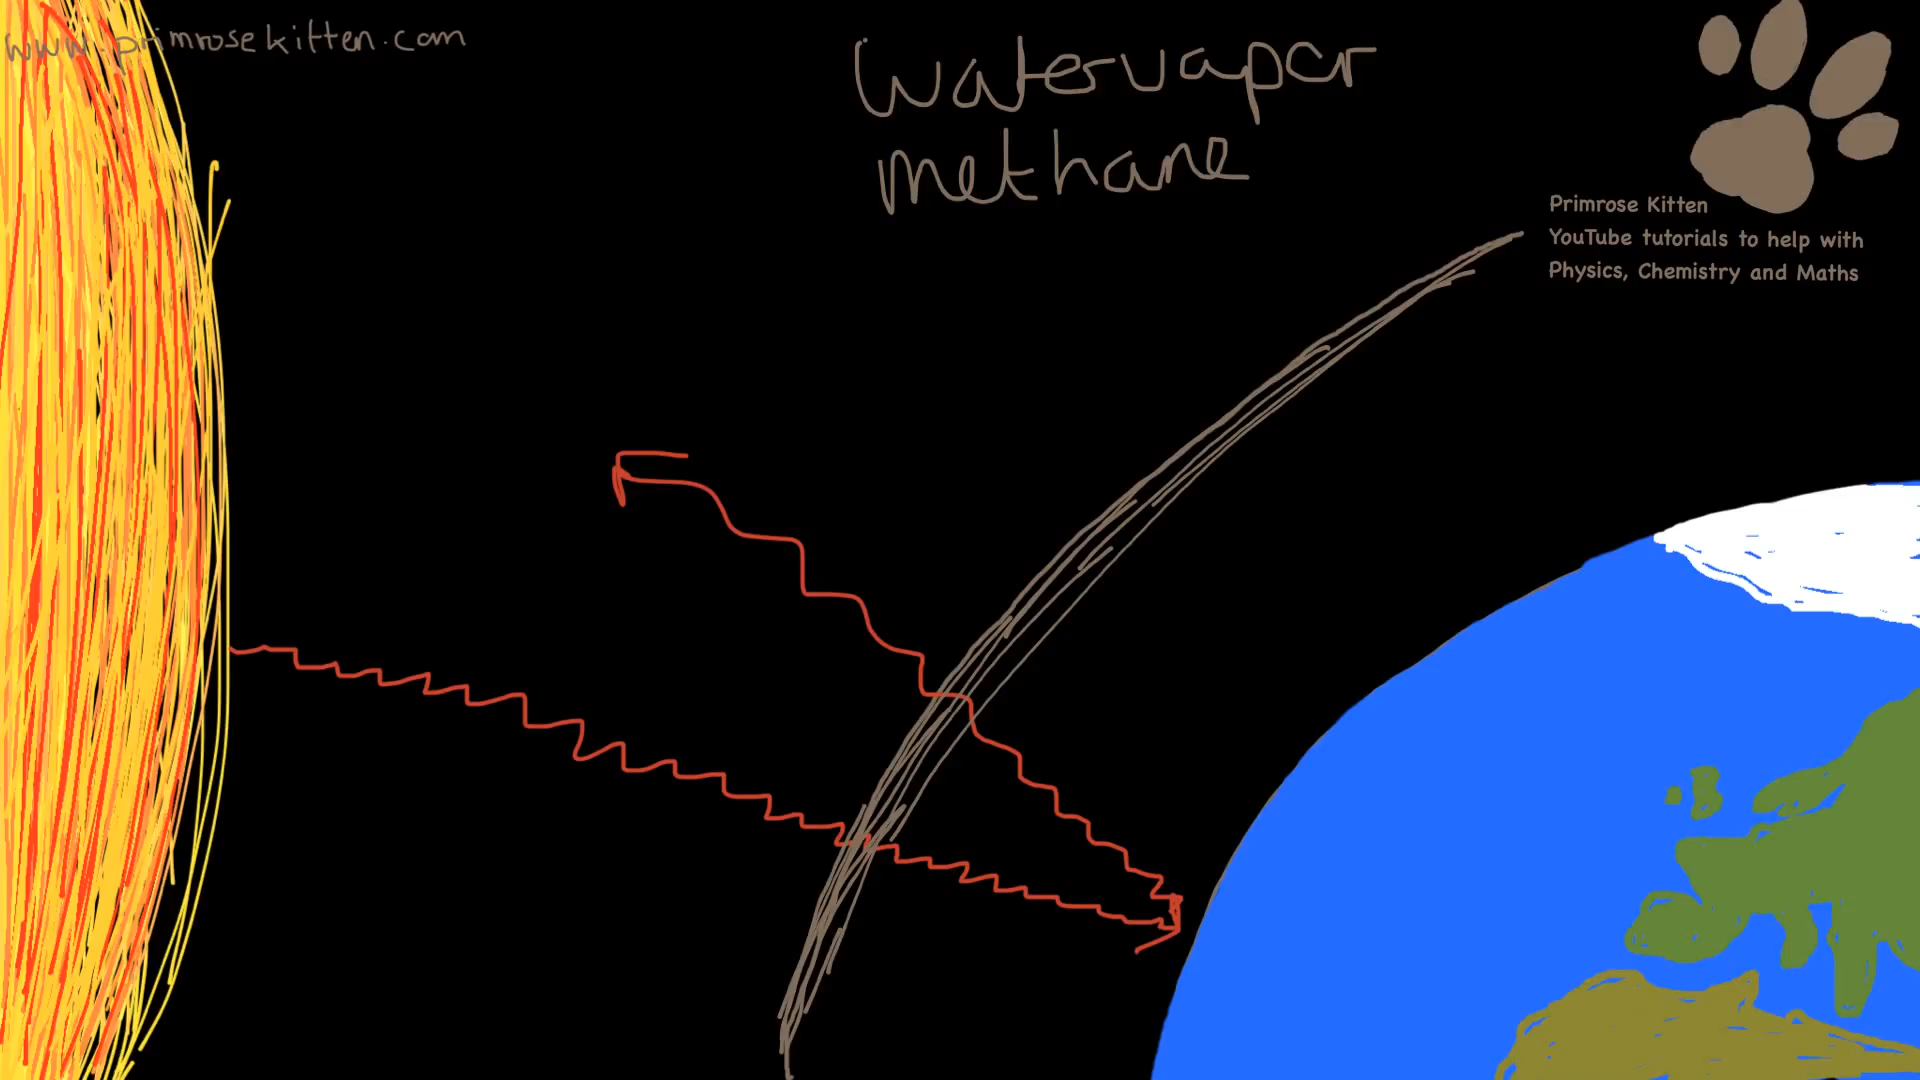 www.primrosekitten.com
watervapor
methane
Primrose Kitten
YouTube tutorials to help with
Physics, Chemistry and Maths